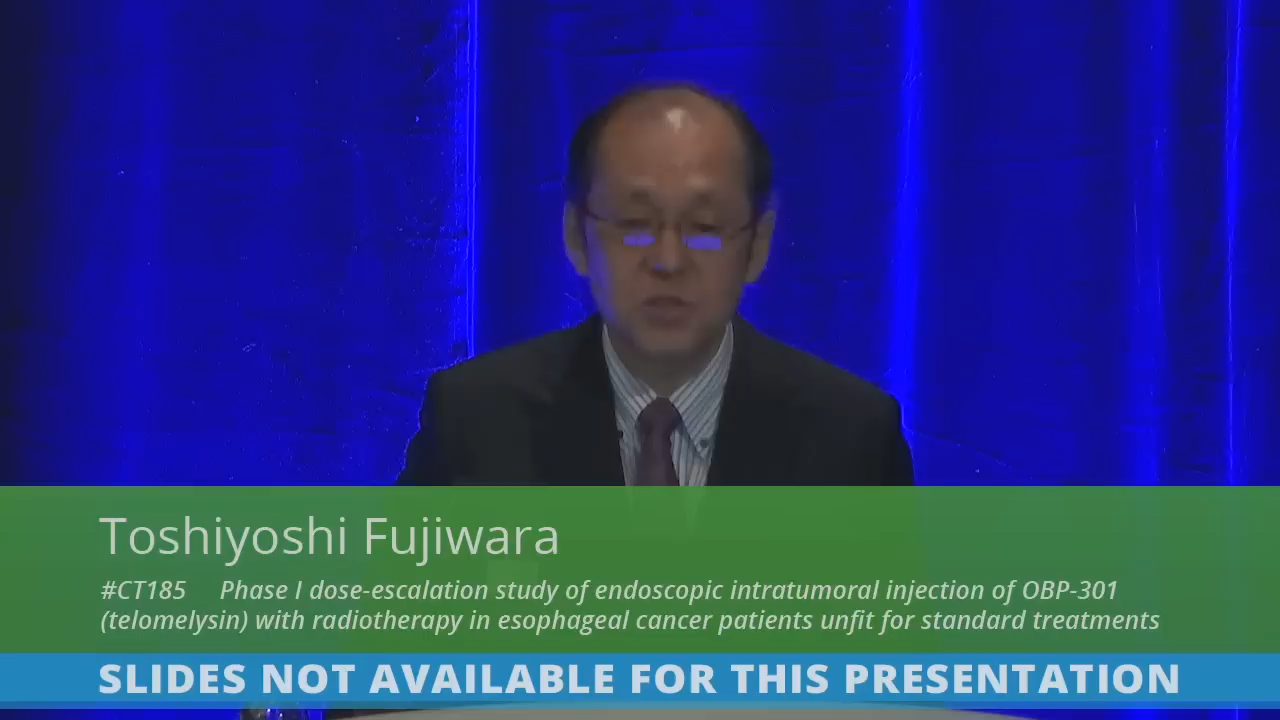 Toshiyoshi Fujiwara
#CT185 Phase I dose-escalation study of endoscopic intratumoral injection of OBP-301
(telomelysin) with radiotherapy in esophageal cancer patients unfit for standard treatments
SLIDES NOT AVAILABLE FOR THIS PRESENTATION